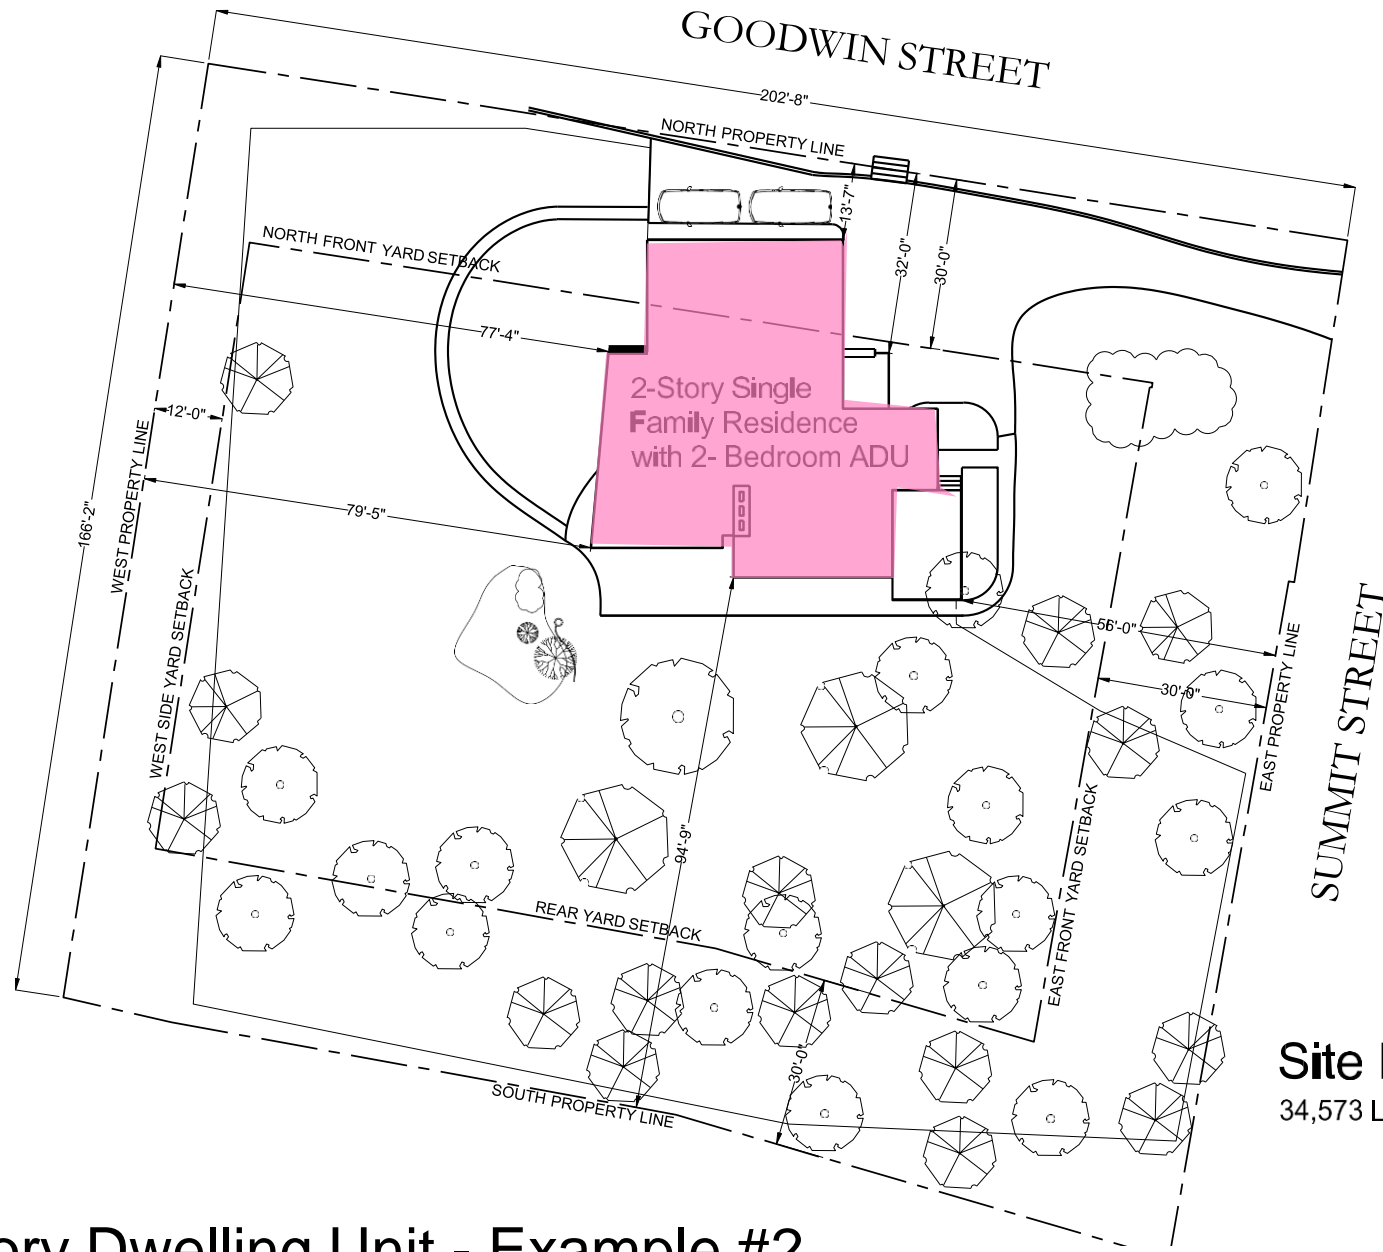 GOODWIN STREET
202'-8"
NORTH PROPERTY LINE
13'-7"
32'-0"
30'-0"
NORTH FRONT YARD SETBACK
77'-4"
12'-0"
2-Story Single
Family Residence
with 2- Bedroom ADU
WEST PROPERTY LINE
166'-2"
79'-5"
WEST SIDE YARD SETBACK
56'-0"
30'-0"
EAST PROPERTY LINE
SUMMIT STREET
94'-9"
EAST FRONT YARD SETBACK
REAR YARD SETBACK
30'-0"
SOUTH PROPERTY LINE
Site
34,573 L
ory Dwelling Unit - Example #2